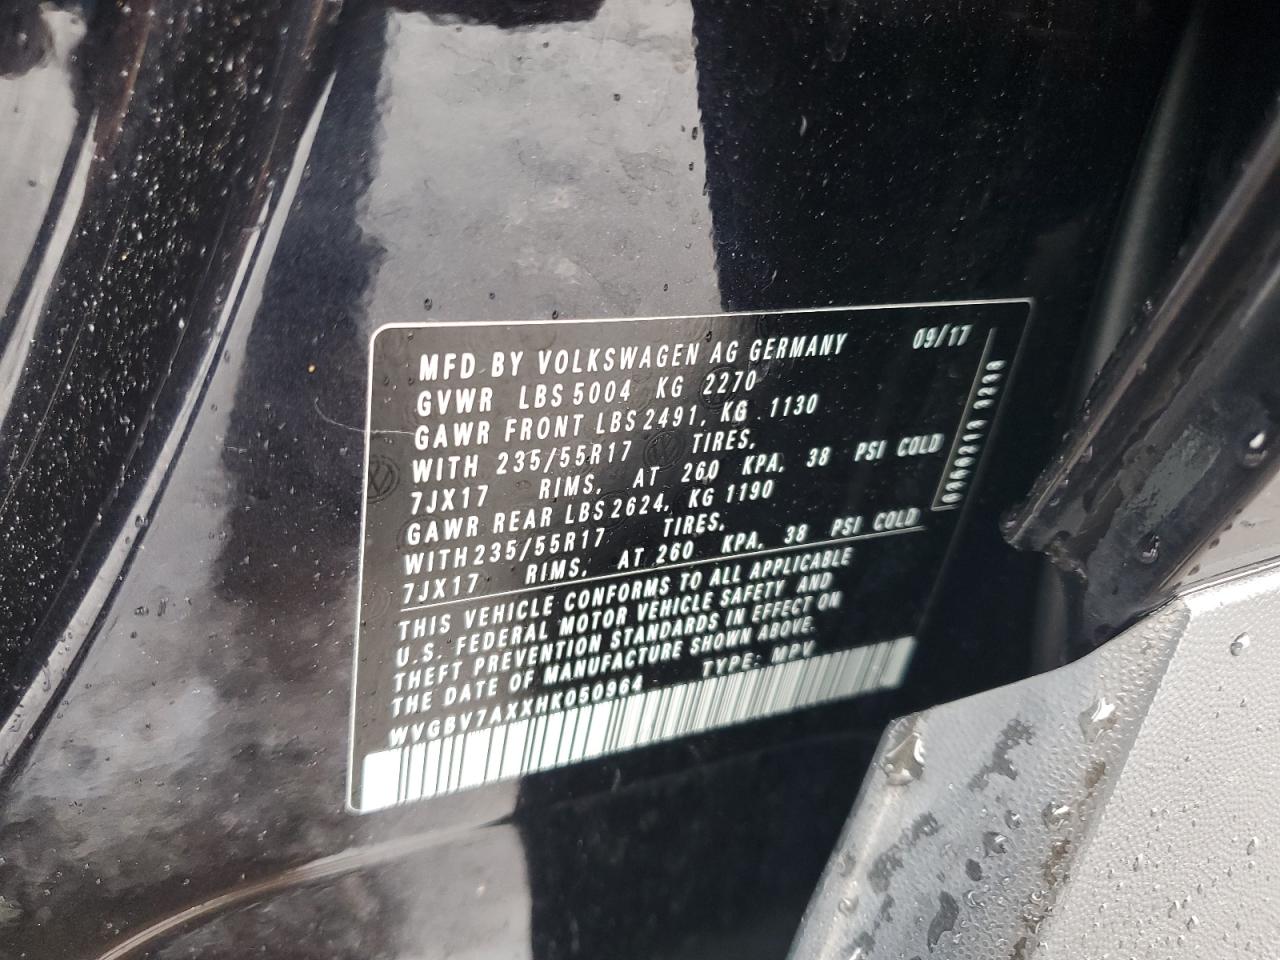 MFD BY VOLKSWAGEN AG GERMANY 09/17
GVWR LBS 5004 KG 2270
GAWR FRONT LBS 2491, KG 1130
WITH 235/55R17 TIRES,
7JX17 RIMS, AT 260 KPA, 38 PSI COLD
GAWR REAR LBS 2624, KG 1190
WITH 235/55R17 TIRES,
7JX17 RIMS, AT 260 KPA, 38 PSI COLD
THIS VEHICLE CONFORMS TO ALL APPLICABLE
U.S. FEDERAL MOTOR VEHICLE SAFETY AND
THEFT PREVENTION STANDARDS IN EFFECT ON
THE DATE OF MANUFACTURE SHOWN ABOVE.
WVGBV7AXXHK050964 TYPE: MPV